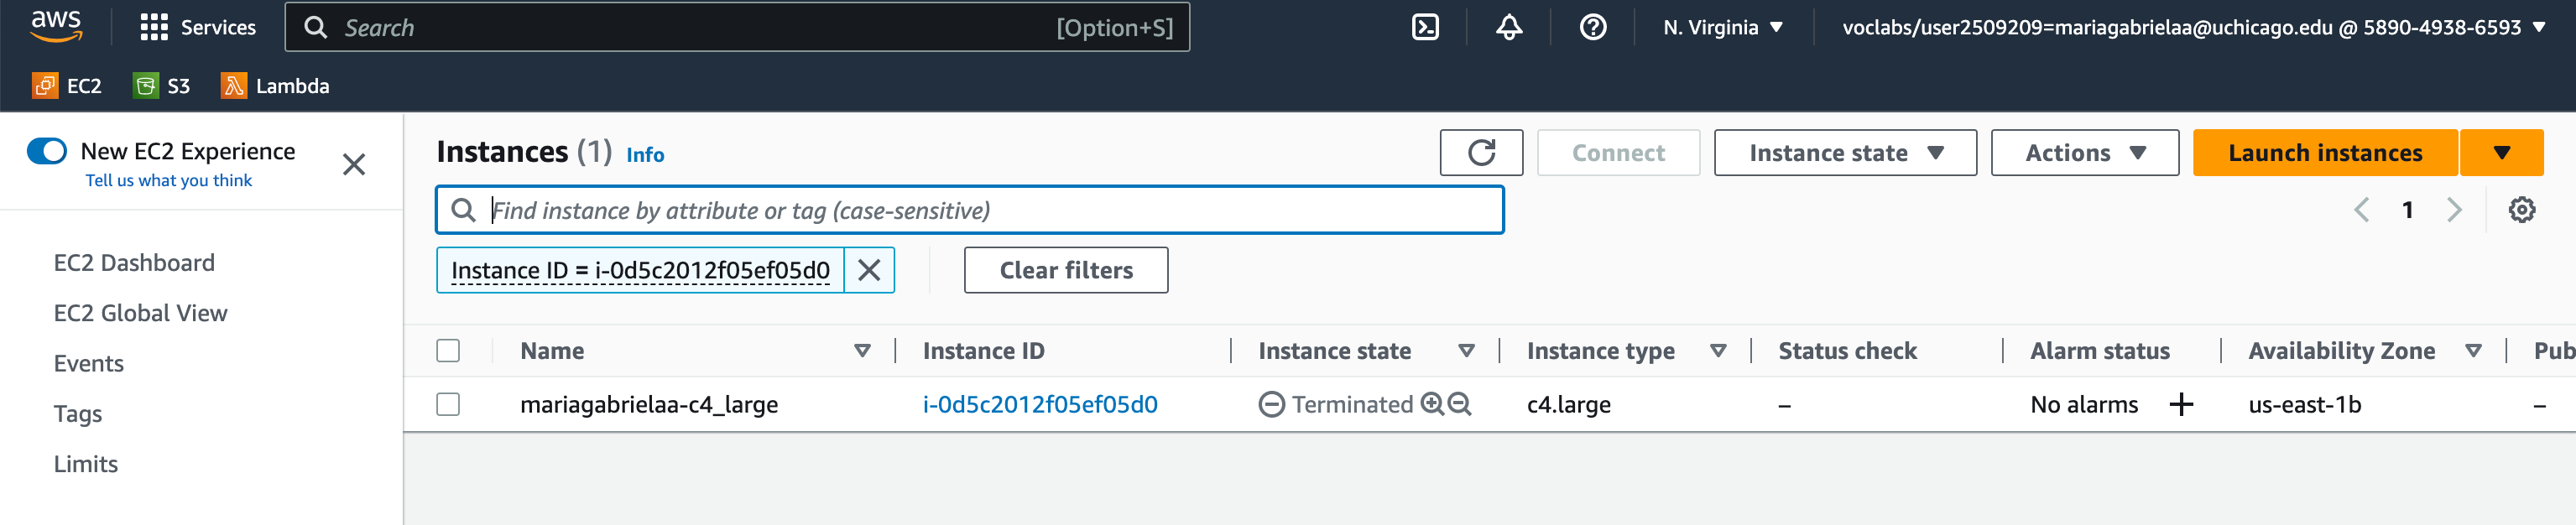 aws Services Search [Option+S] N. Virginia voclabs/user2509209=mariagabrielaa@uchicago.edu @ 5890-4938-6593
EC2 S3 Lambda
New EC2 Experience
Tell us what you think
EC2 Dashboard
EC2 Global View
Events
Tags
Limits
Instances (1) Info Connect Instance state Actions Launch instances
Find instance by attribute or tag (case-sensitive) 1
Instance ID = i-0d5c2012f05ef05d0 Clear filters
Name Instance ID Instance state Instance type Status check Alarm status Availability Zone Pub
mariagabrielaa-c4_large i-0d5c2012f05ef05d0 Terminated c4.large – No alarms + us-east-1b –